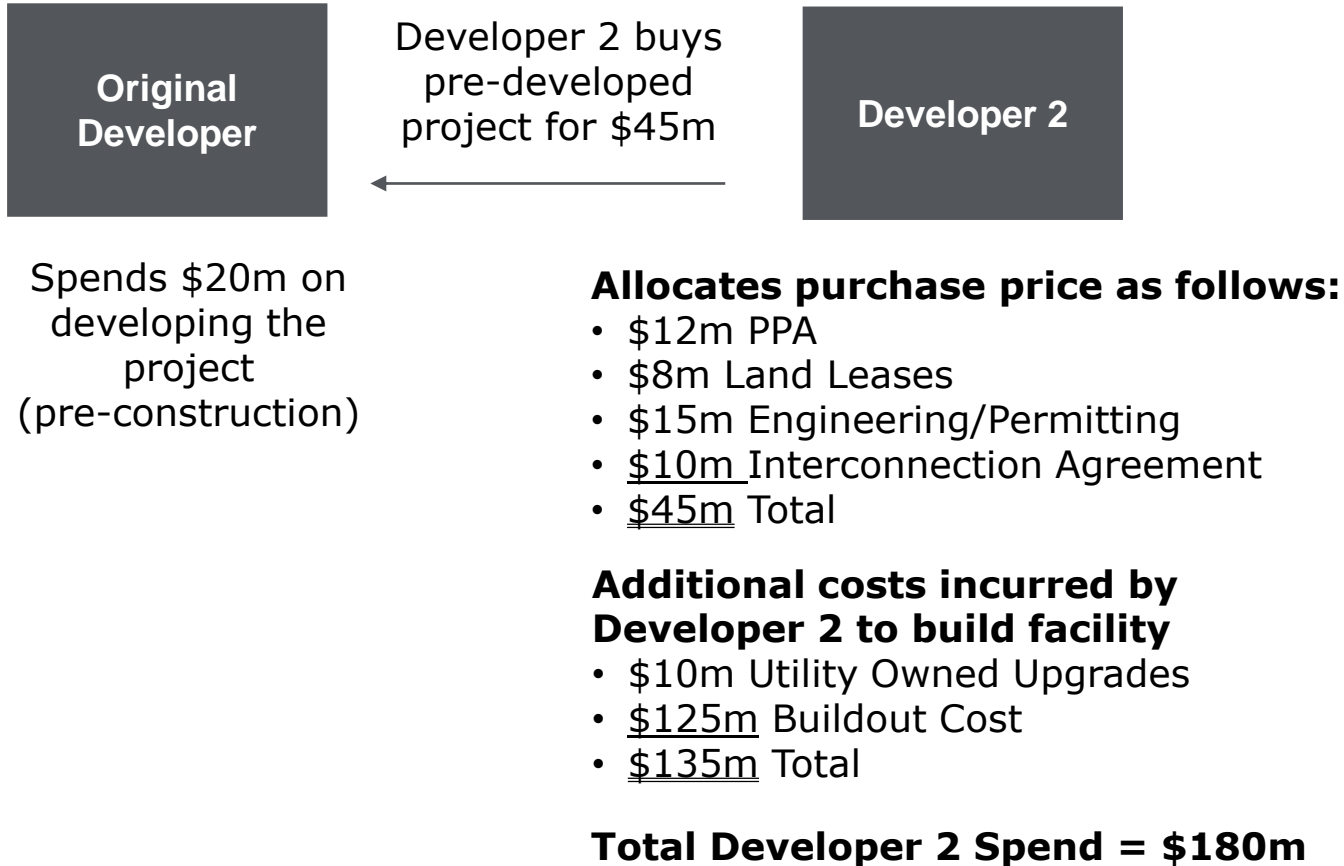 Original
Developer
Developer 2 buys
pre-developed
project for $45m
Developer 2
Spends $20m on
developing the
project
(pre-construction)
Allocates purchase price as follows:
• $12m PPA
• $8m Land Leases
• $15m Engineering/Permitting
• $10m Interconnection Agreement
• $45m Total
Additional costs incurred by
Developer 2 to build facility
• $10m Utility Owned Upgrades
• $125m Buildout Cost
• $135m Total
Total Developer 2 Spend = $180m